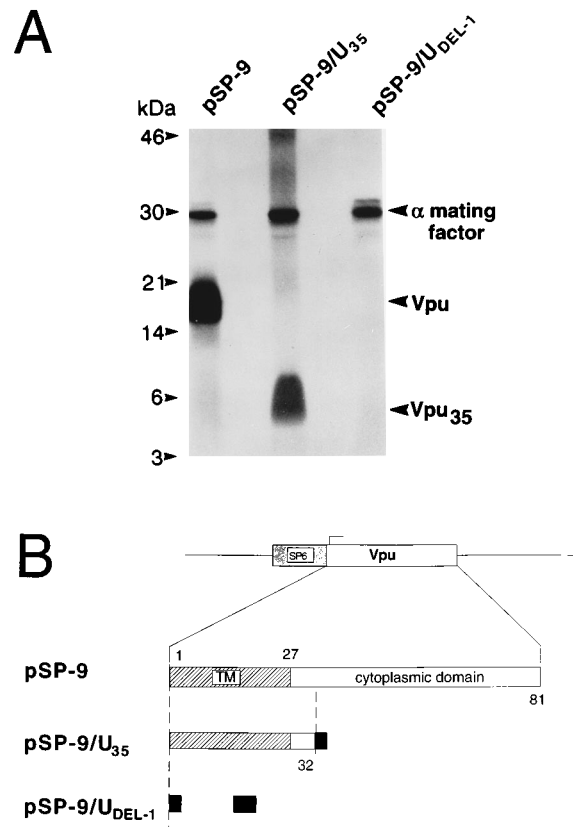 A
pSP-9
pSP-9/U35
pSP-9/UDEL-1
kDa
46
30
α mating
factor
21
Vpu
14
6
Vpu35
3
B
SP6
Vpu
1
27
pSP-9
TM
cytoplasmic domain
81
pSP-9/U35
32
pSP-9/UDEL-1